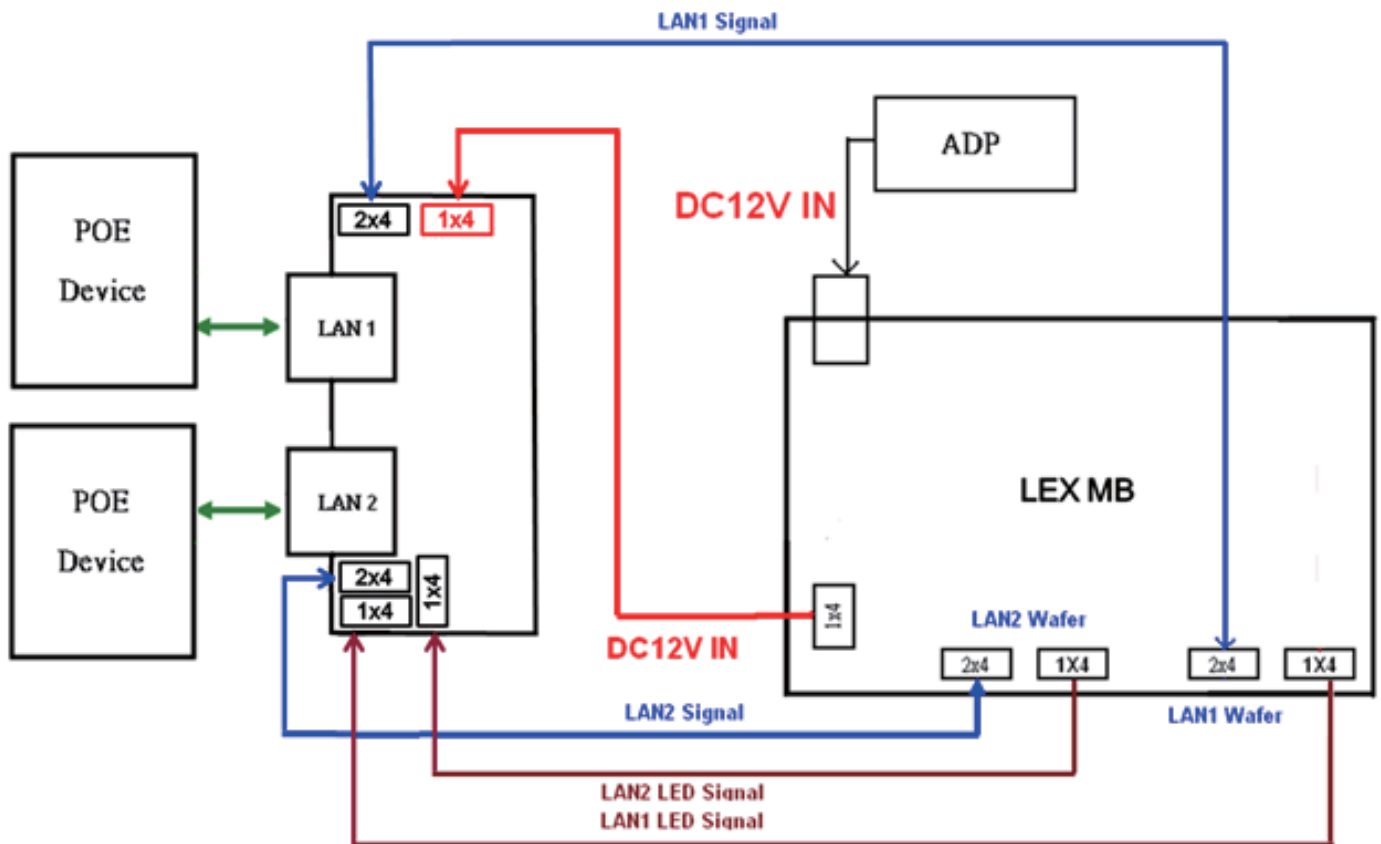 LAN1 Signal
ADP
DC12V IN
POE
Device
2x4
1x4
LAN 1
POE
Device
LAN 2
2x4
1x4
1x4
LEX MB
1x4
DC12V IN
LAN2 Wafer
2x4
1X4
2x4
1X4
LAN2 Signal
LAN1 Wafer
LAN2 LED Signal
LAN1 LED Signal